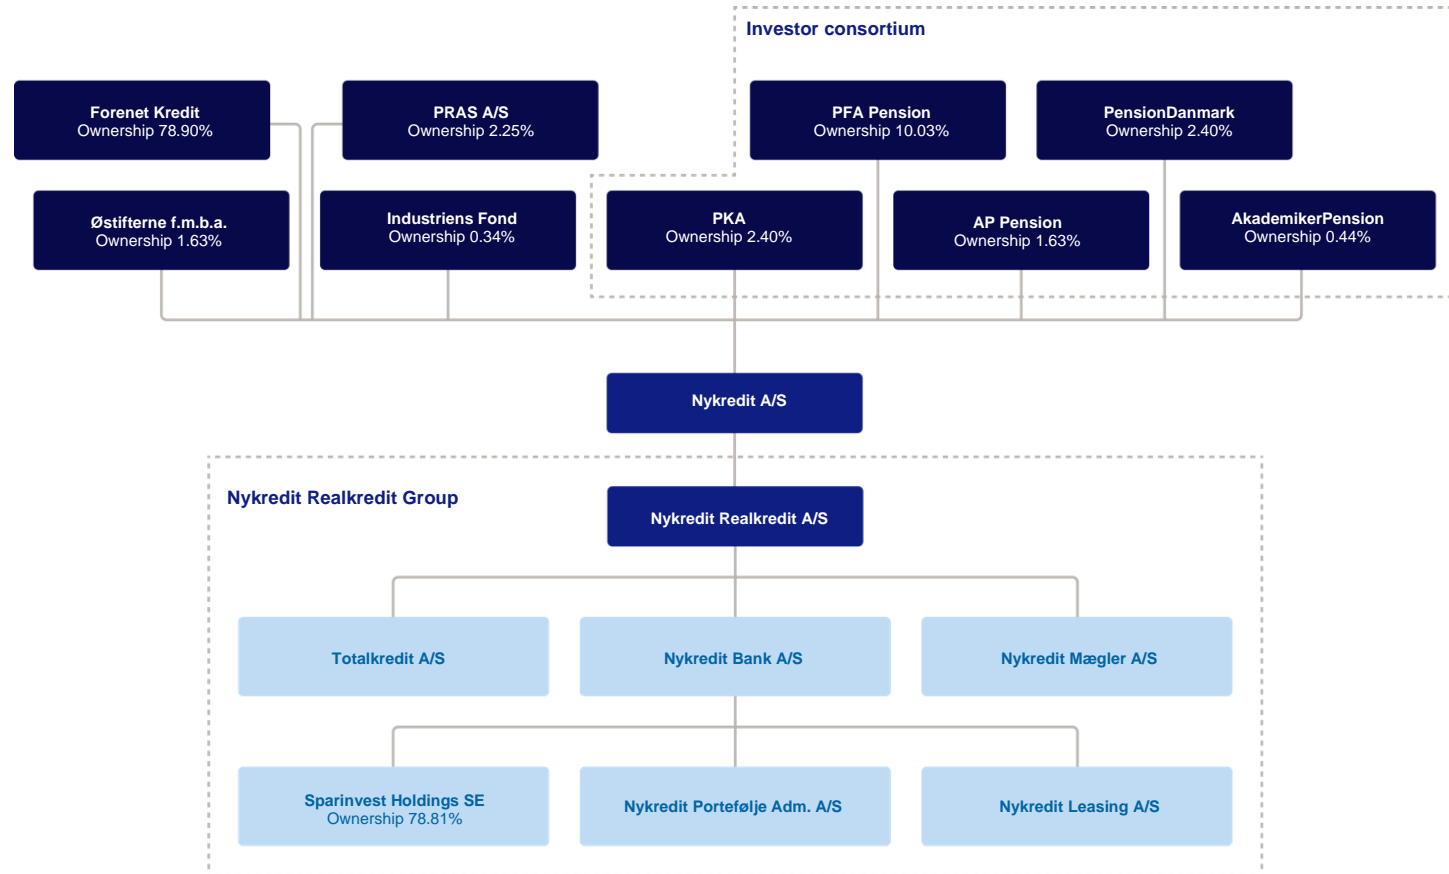 Investor consortium
Forenet Kredit
Ownership 78.90%
PRAS A/S
Ownership 2.25%
PFA Pension
Ownership 10.03%
PensionDanmark
Ownership 2.40%
Østifterne f.m.b.a.
Ownership 1.63%
Industriens Fond
Ownership 0.34%
PKA
Ownership 2.40%
AP Pension
Ownership 1.63%
AkademikerPension
Ownership 0.44%
Nykredit A/S
Nykredit Realkredit Group
Nykredit Realkredit A/S
Totalkredit A/S
Nykredit Bank A/S
Nykredit Mægler A/S
Sparinvest Holdings SE
Ownership 78.81%
Nykredit Portefølje Adm. A/S
Nykredit Leasing A/S